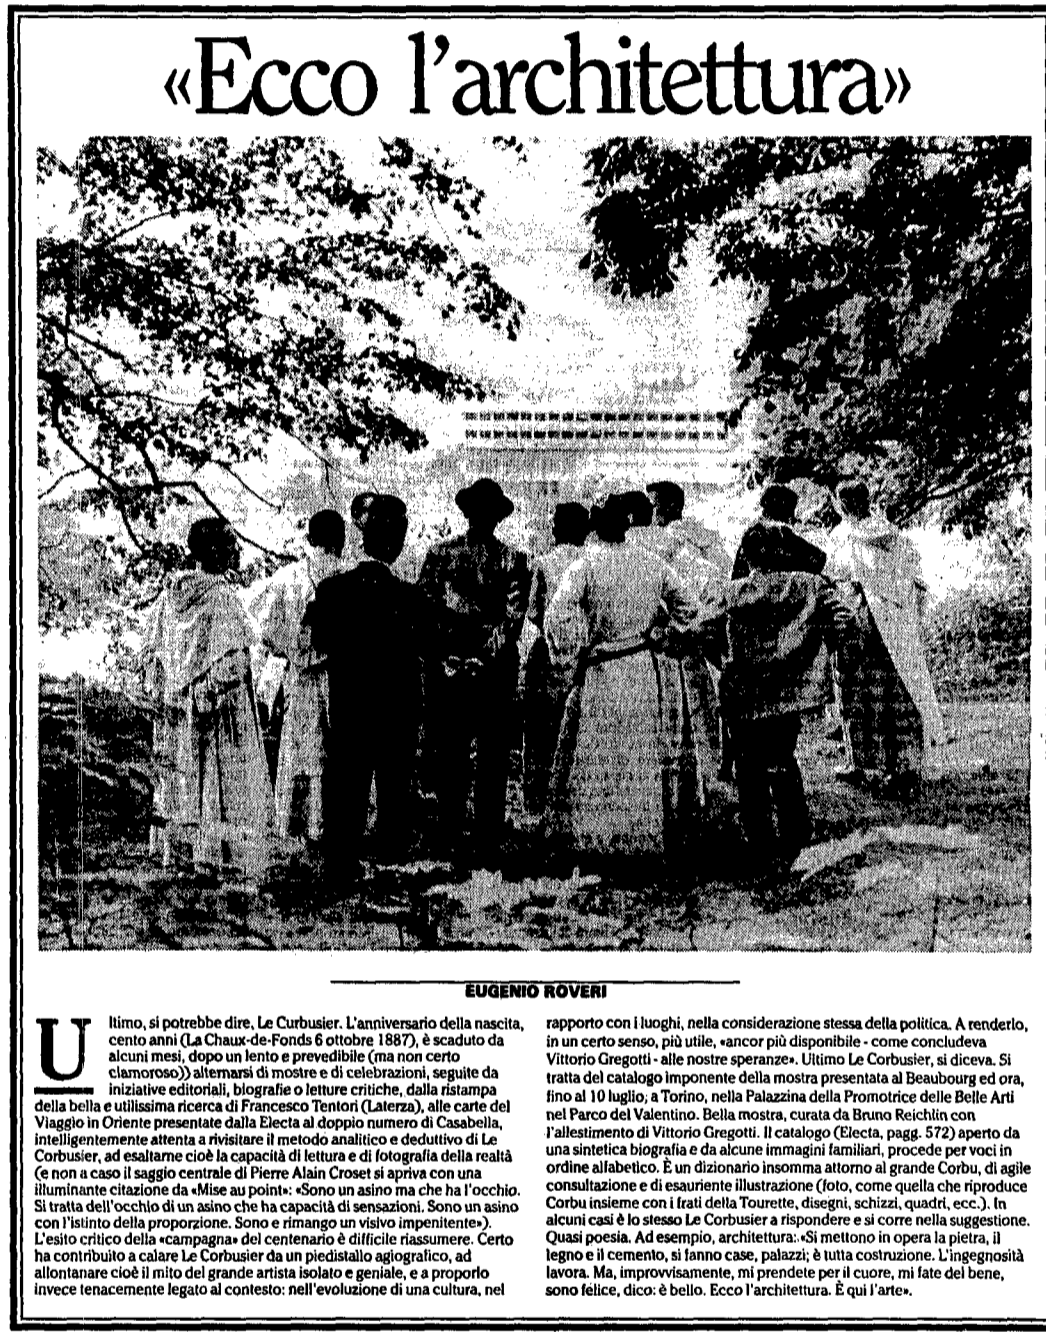 «Ecco l'architettura»
EUGENIO ROVERI
Ultimo, si potrebbe dire, Le Curbusier. L'anniversario della nascita,
cento anni (La Chaux-de-Fonds 6 ottobre 1887), è scaduto da
alcuni mesi, dopo un lento e prevedibile (ma non certo
clamoroso)) alternarsi di mostre e di celebrazioni, seguite da
iniziative editoriali, biografie o letture critiche, dalla ristampa
della bella e utilissima ricerca di Francesco Tentori (Laterza), alle carte del
Viaggio in Oriente presentate dalla Electa al doppio numero di Casabella,
intelligentemente attenta a rivisitare il metodo analitico e deduttivo di Le
Corbusier, ad esaltarne cioè la capacità di lettura e di fotografia della realtà
(e non a caso il saggio centrale di Pierre Alain Croset si apriva con una
illuminante citazione da «Mise au point»: «Sono un asino ma che ha l'occhio.
Si tratta dell'occhio di un asino che ha capacità di sensazioni. Sono un asino
con l'istinto della proporzione. Sono e rimango un visivo impenitente»).
L'esito critico della «campagna» del centenario è difficile riassumere. Certo
ha contribuito a calare Le Corbusier da un piedistallo agiografico, ad
allontanare cioè il mito del grande artista isolato e geniale, e a proporlo
invece tenacemente legato al contesto: nell'evoluzione di una cultura, nel
rapporto con i luoghi, nella considerazione stessa della politica. A renderlo,
in un certo senso, più utile, «ancor più disponibile - come concludeva
Vittorio Gregotti - alle nostre speranze». Ultimo Le Corbusier, si diceva. Si
tratta del catalogo imponente della mostra presentata al Beaubourg ed ora,
fino al 10 luglio, a Torino, nella Palazzina della Promotrice delle Belle Arti
nel Parco del Valentino. Bella mostra, curata da Bruno Reichlin con
l'allestimento di Vittorio Gregotti. Il catalogo (Electa, pagg. 572) aperto da
una sintetica biografia e da alcune immagini familiari, procede per voci in
ordine alfabetico. È un dizionario insomma attorno al grande Corbu, di agile
consultazione e di esauriente illustrazione (foto, come quella che riproduce
Corbu insieme con i frati della Tourette, disegni, schizzi, quadri, ecc.). In
alcuni casi è lo stesso Le Corbusier a rispondere e si corre nella suggestione.
Quasi poesia. Ad esempio, architettura: «Si mettono in opera la pietra, il
legno e il cemento, si fanno case, palazzi; è tutta costruzione. L'ingegnosità
lavora. Ma, improvvisamente, mi prendete per il cuore, mi fate del bene,
sono felice, dico: è bello. Ecco l'architettura. È qui l'arte».